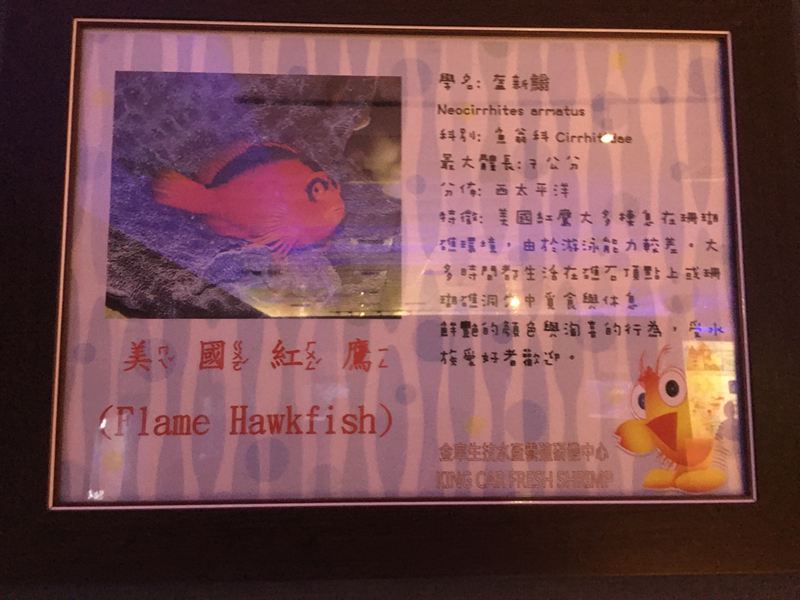 學名: 盔新䱵
Neocirrhites armatus
科別: 魚翁科 Cirrhitidae
最大體長:7公分
分佈: 西太平洋
特徵: 美國紅鷹大多棲息在珊瑚
礁環境，由於游泳能力較差。大
多時間都生活在礁石頂點上或珊
瑚礁洞穴中覓食與休息
鮮艷的顏色與滑稽的行為，受水
族愛好者歡迎。
美國紅鷹
(Flame Hawkfish)
金車生技水產養殖研發中心
KING CAR FRESH SHRIMP